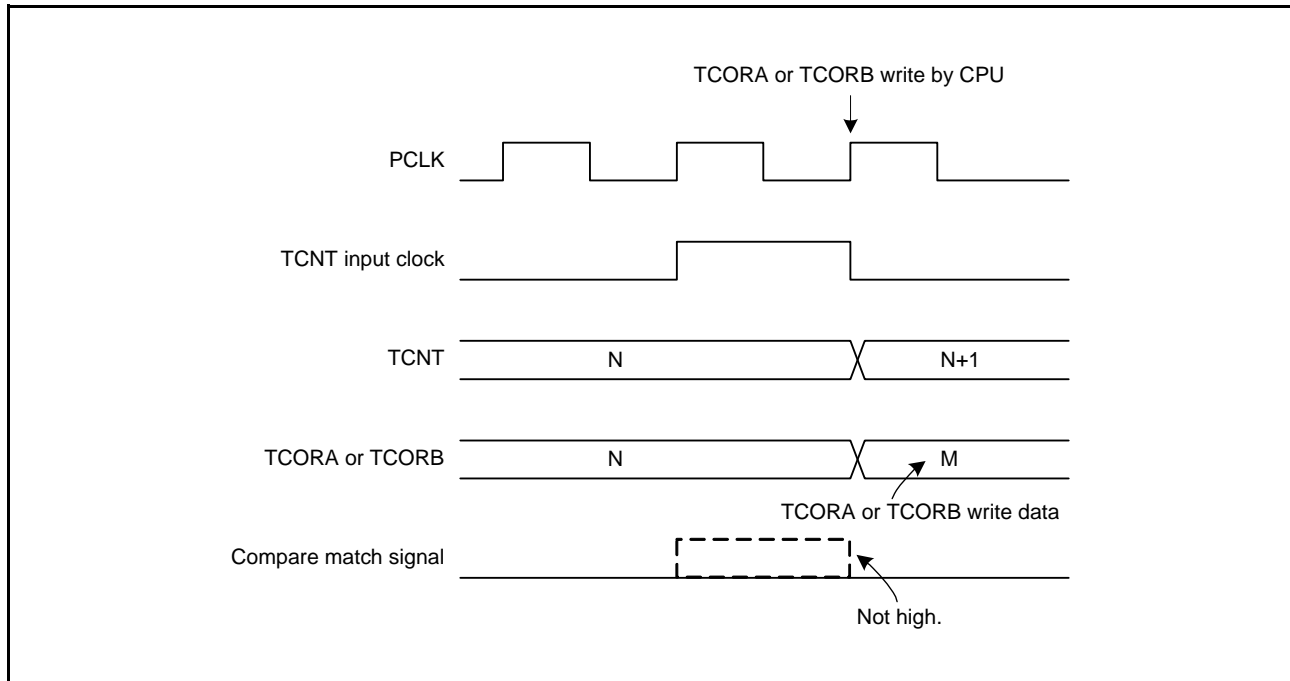 TCORA or TCORB write by CPU
PCLK
TCNT input clock
TCNT
N
N+1
TCORA or TCORB
N
M
TCORA or TCORB write data
Compare match signal
Not high.